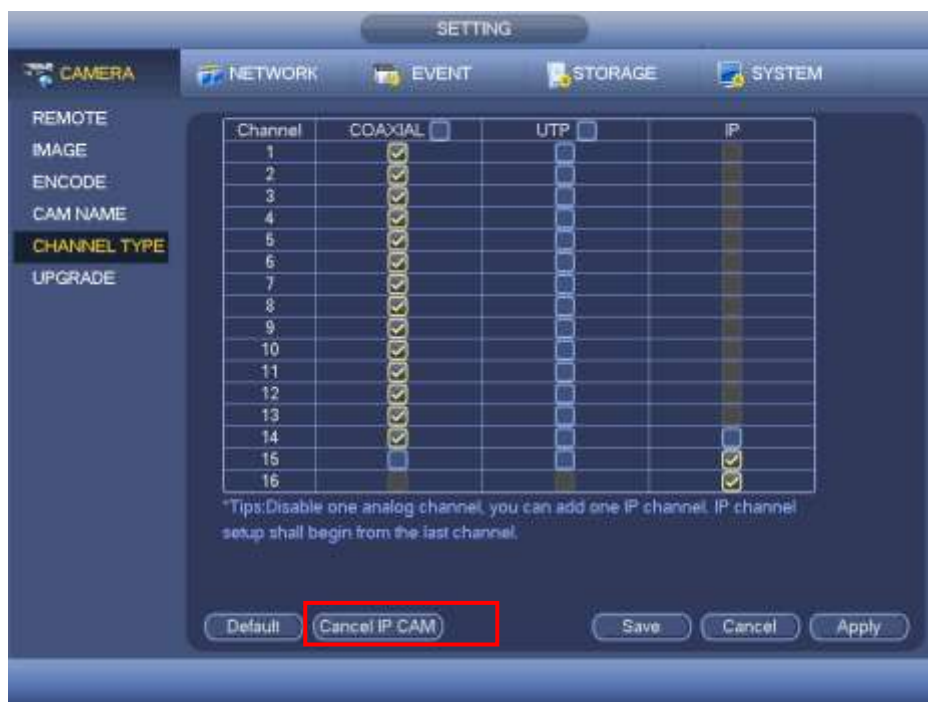 SETTING
CAMERA NETWORK EVENT STORAGE SYSTEM
REMOTE
IMAGE
ENCODE
CAM NAME
CHANNEL TYPE
UPGRADE
Channel COAXIAL UTP IP
1
2
3
4
5
6
7
8
9
10
11
12
13
14
15
16
*Tips:Disable one analog channel, you can add one IP channel. IP channel
setup shall begin from the last channel.
Default Cancel IP CAM Save Cancel Apply